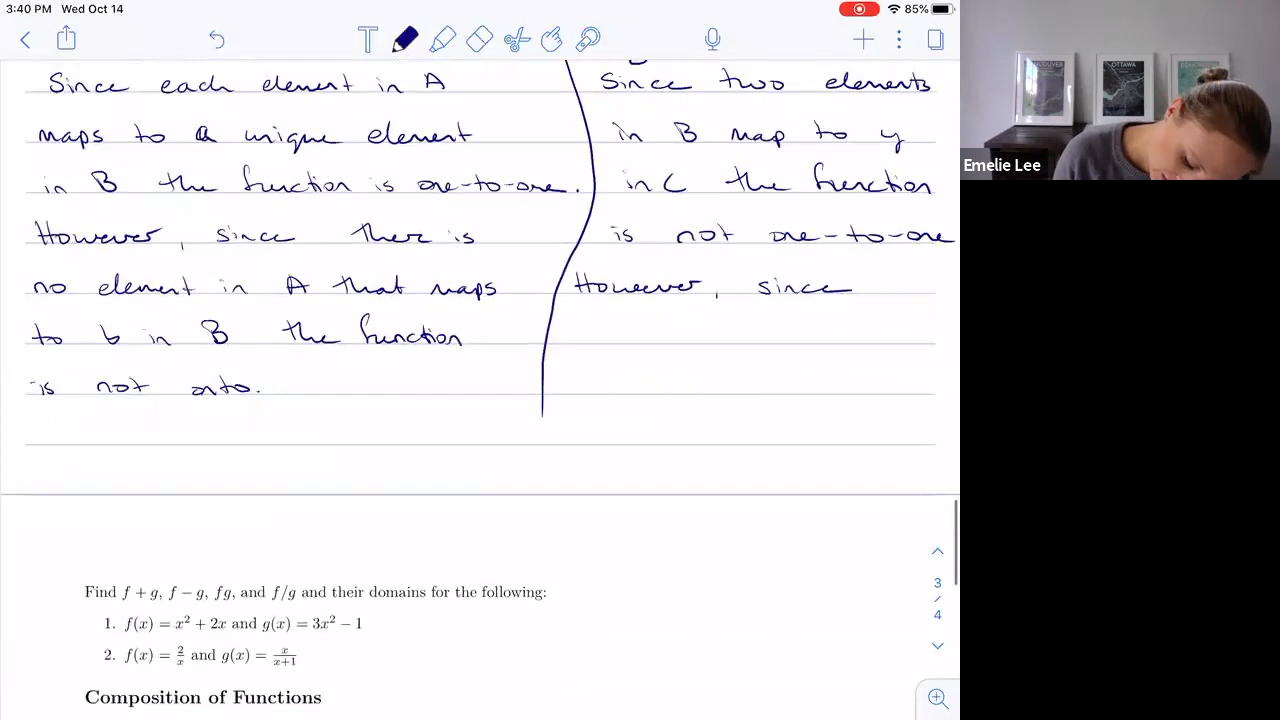 3:40 PM Wed Oct 14
85%
Since each element in A
maps to a unique element
in B the function is one-to-one.
However, since there is
no element in A that maps
to b in B the function
is not onto.
Since two elements
in B map to y
in C the function
is not one-to-one
However, since
VANCOUVER
OTTAWA
EDMONTON
Emelie Lee
Find f + g, f − g, fg, and f/g and their domains for the following:
1. f(x) = x² + 2x and g(x) = 3x² − 1
2. f(x) = 2/x and g(x) = x/(x+1)
Composition of Functions
3
/
4